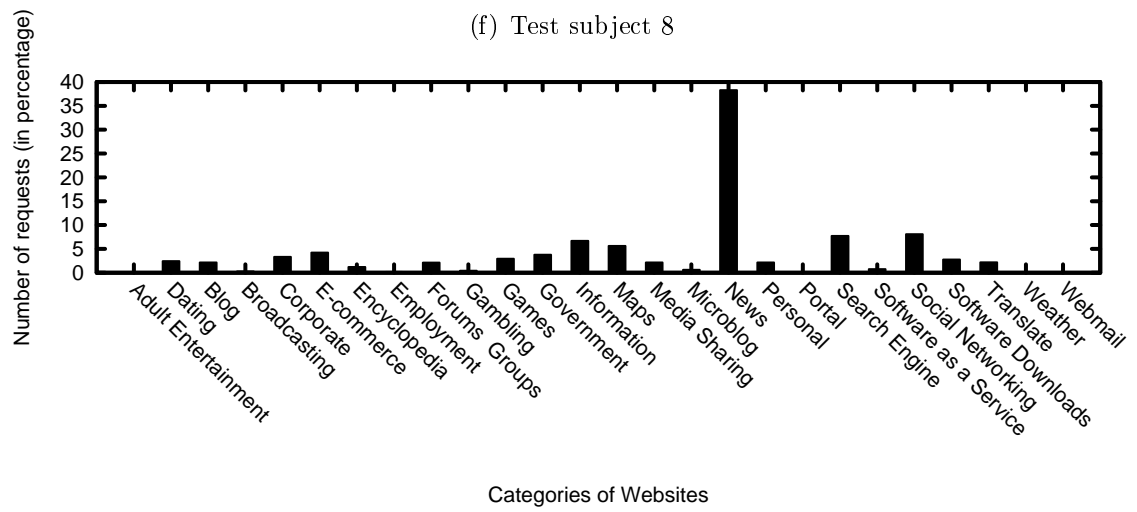 (f) Test subject 8
Number of requests (in percentage)
40
35
30
25
20
15
10
5
0
Adult Entertainment
Dating
Blog
Broadcasting
Corporate
E-commerce
Encyclopedia
Employment
Forums Groups
Gambling
Games
Government
Information
Maps
Media Sharing
Microblog
News
Personal
Portal
Search Engine
Software as a Service
Social Networking
Software Downloads
Translate
Weather
Webmail
Categories of Websites